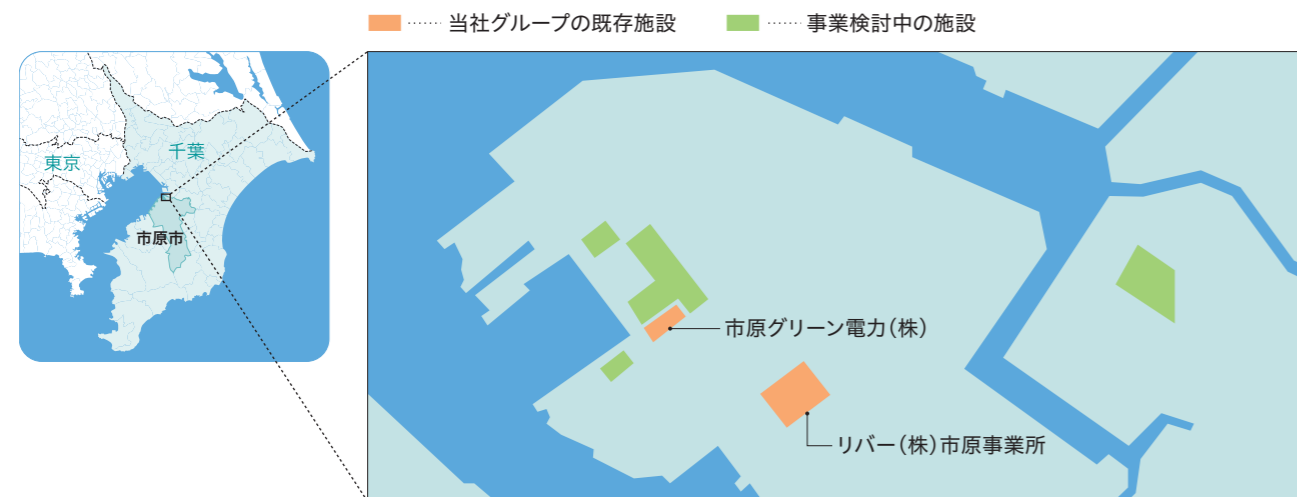 当社グループの既存施設
事業検討中の施設
東京
千葉
市原市
市原グリーン電力(株)
リバー(株)市原事業所